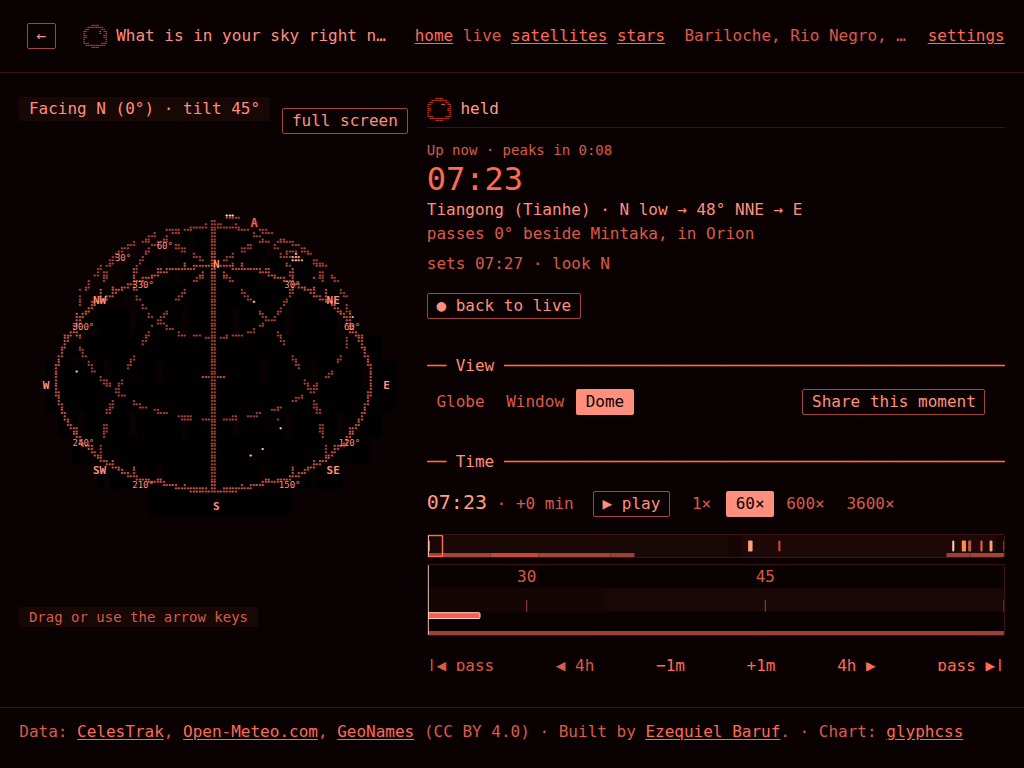 ←
What is in your sky right n…
home live satellites stars
Bariloche, Rio Negro, …
settings
Facing N (0°) · tilt 45°
full screen
A
60°
30°
N
330°
30°
NW
NE
300°
60°
W
E
240°
120°
SW
SE
210°
150°
S
Drag or use the arrow keys
held
Up now · peaks in 0:08
07:23
Tiangong (Tianhe) · N low → 48° NNE → E
passes 0° beside Mintaka, in Orion
sets 07:27 · look N
● back to live
View
Globe Window Dome
Share this moment
Time
07:23 · +0 min
▶ play
1× 60× 600× 3600×
30 45
|◀ pass ◀ 4h −1m +1m 4h ▶ pass ▶|
Data: CelesTrak, Open-Meteo.com, GeoNames (CC BY 4.0) · Built by Ezequiel Baruf. · Chart: glyphcss